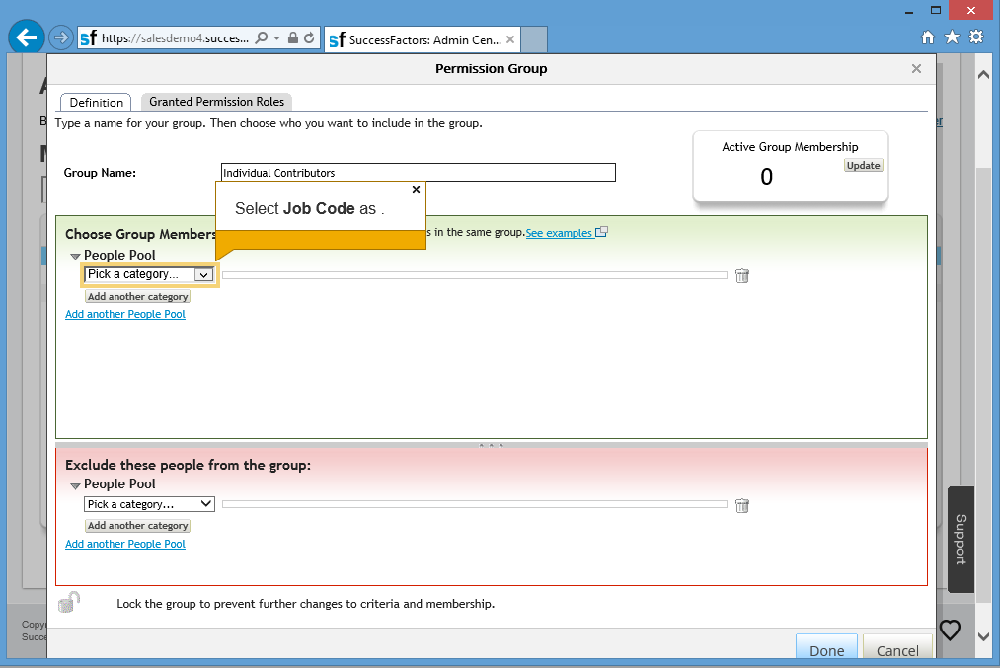 sf https://salesdemo4.succes...
sf SuccessFactors: Admin Cen... ×
Permission Group
Definition
Granted Permission Roles
Type a name for your group. Then choose who you want to include in the group.
Active Group Membership
Update
0
Group Name:
Individual Contributors
Select Job Code as .
Choose Group Members
s in the same group.See examples
People Pool
Pick a category...
Add another category
Add another People Pool
Exclude these people from the group:
People Pool
Pick a category...
Add another category
Add another People Pool
Support
Lock the group to prevent further changes to criteria and membership.
Copy
Succe
Done
Cancel